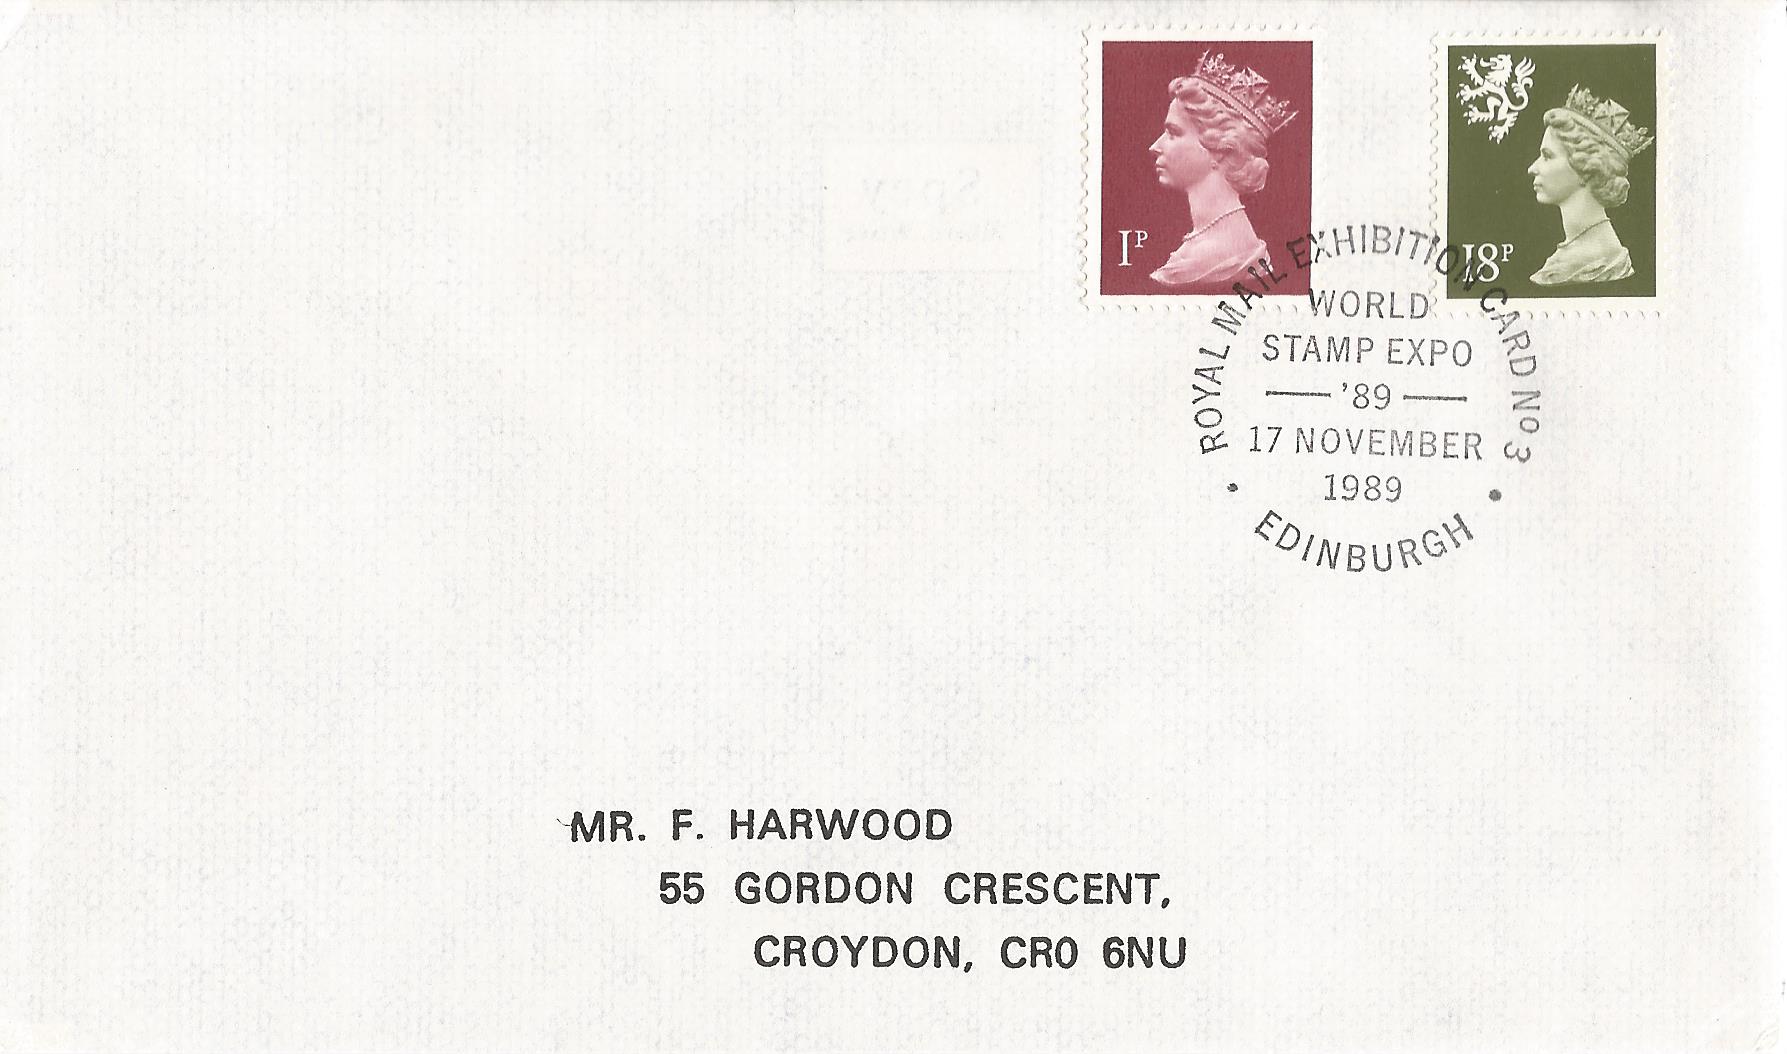 1P
18P
ROYAL MAIL EXHIBITION CARD No 3
WORLD
STAMP EXPO
'89
17 NOVEMBER
1989
EDINBURGH
MR. F. HARWOOD
55 GORDON CRESCENT,
CROYDON, CR0 6NU